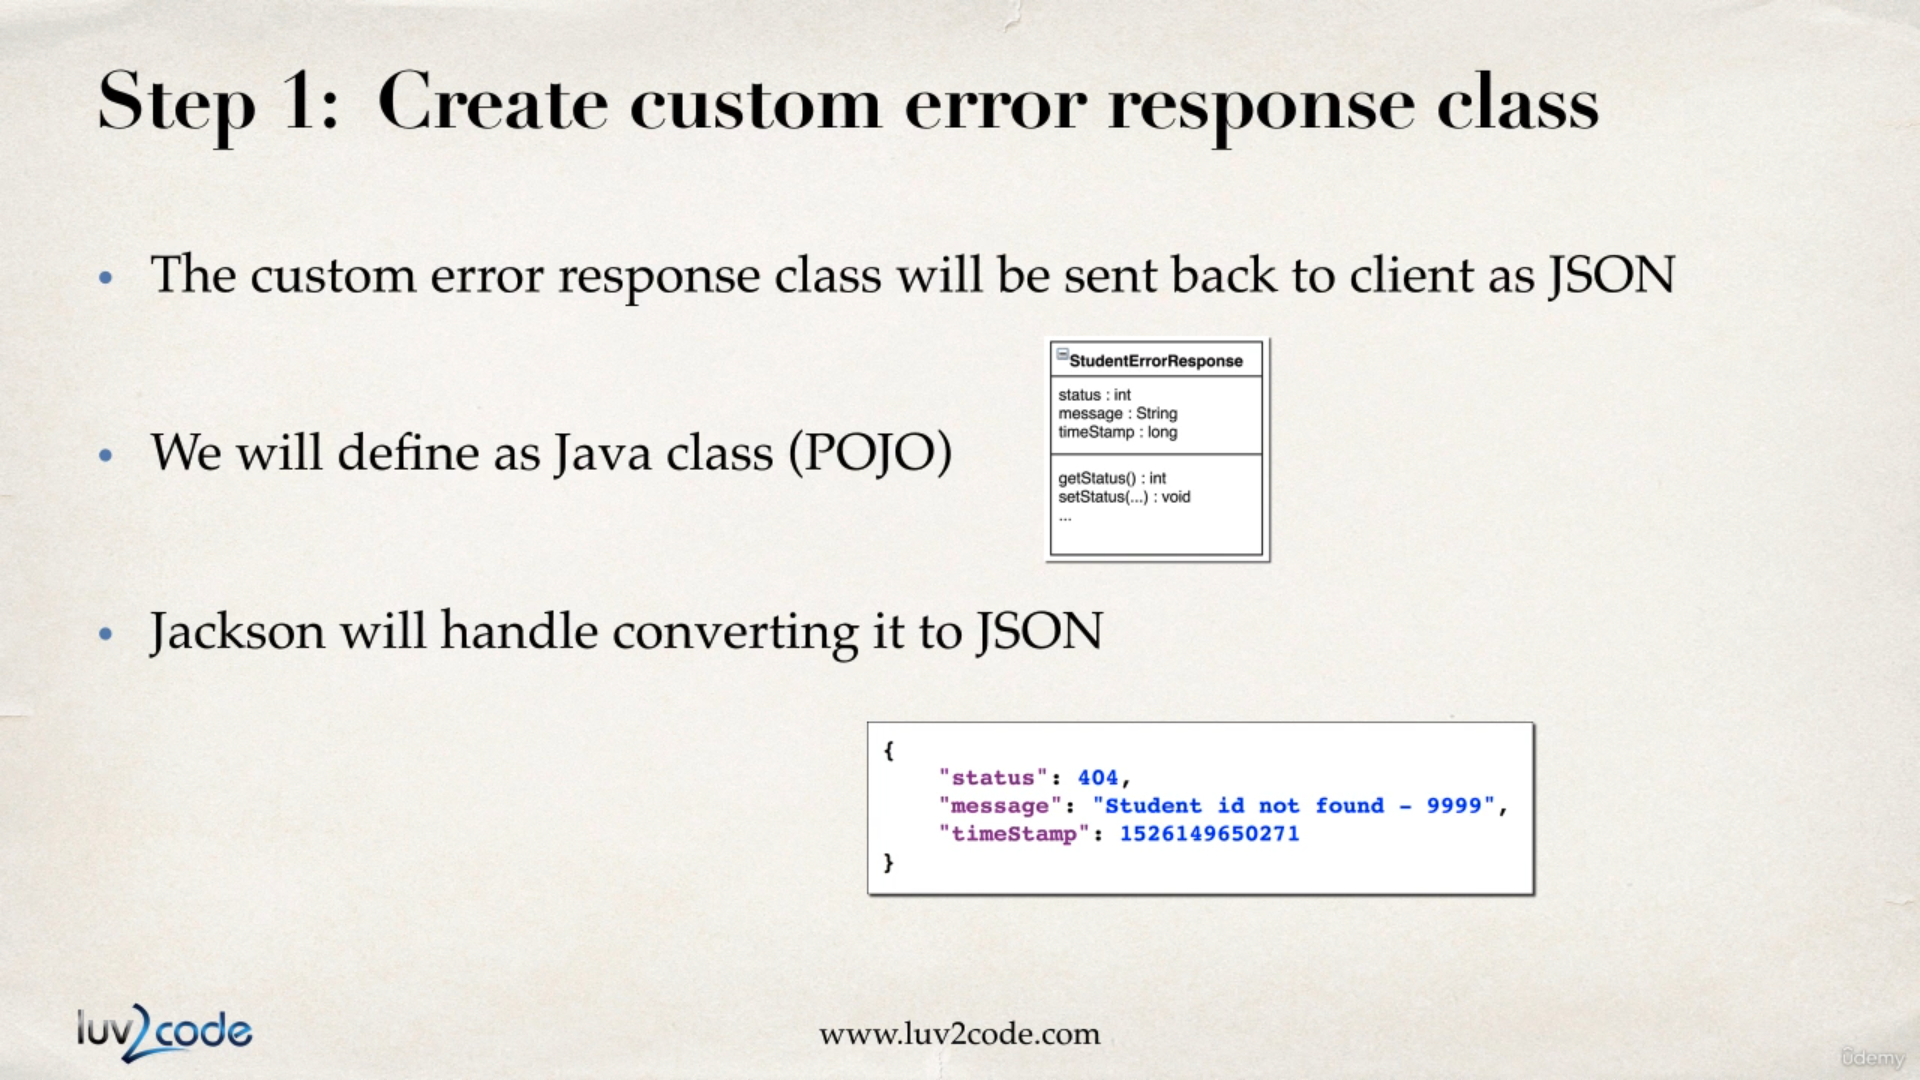 Step 1: Create custom error response class
• The custom error response class will be sent back to client as JSON
StudentErrorResponse
status : int
message : String
timeStamp : long
getStatus() : int
setStatus(...) : void
...
• We will define as Java class (POJO)
• Jackson will handle converting it to JSON
{
"status": 404,
"message": "Student id not found - 9999",
"timeStamp": 1526149650271
}
luv2code
www.luv2code.com
udemy